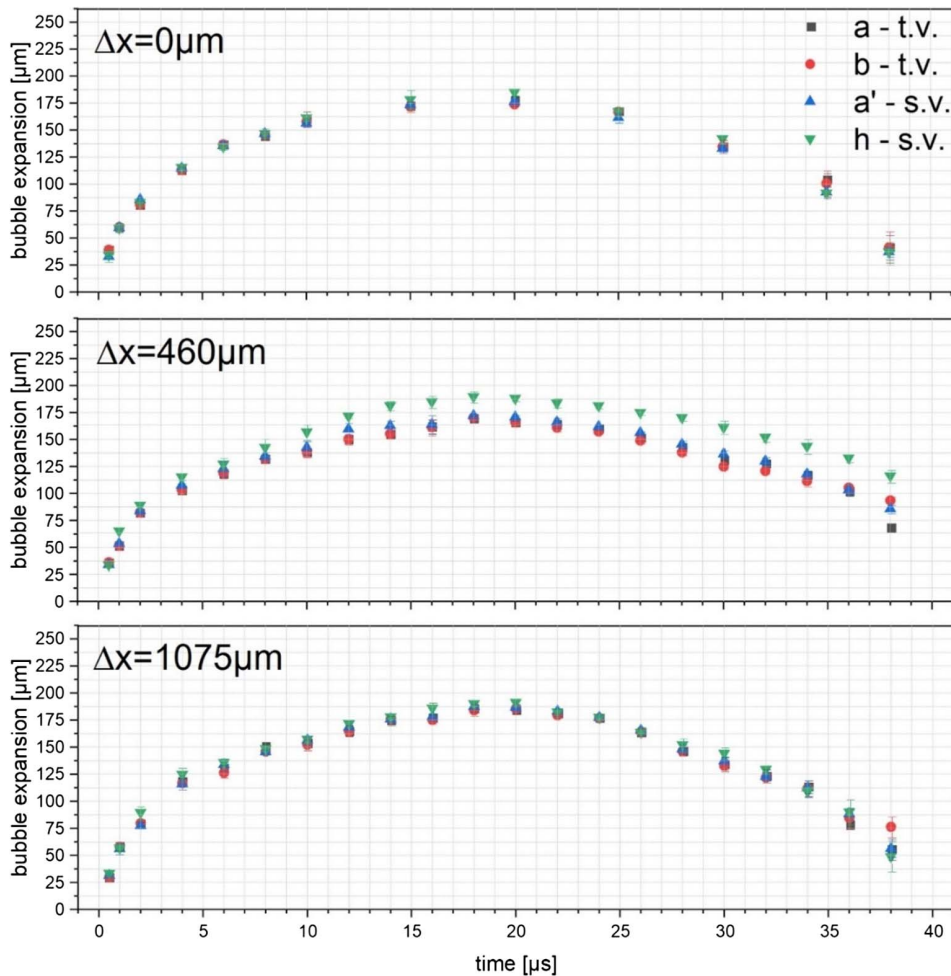 Δx=0µm
a - t.v.
b - t.v.
a' - s.v.
h - s.v.
bubble expansion [µm]
250
225
200
175
150
125
100
75
50
25
0
Δx=460µm
bubble expansion [µm]
250
225
200
175
150
125
100
75
50
25
0
Δx=1075µm
bubble expansion [µm]
250
225
200
175
150
125
100
75
50
25
0
0 5 10 15 20 25 30 35 40
time [µs]